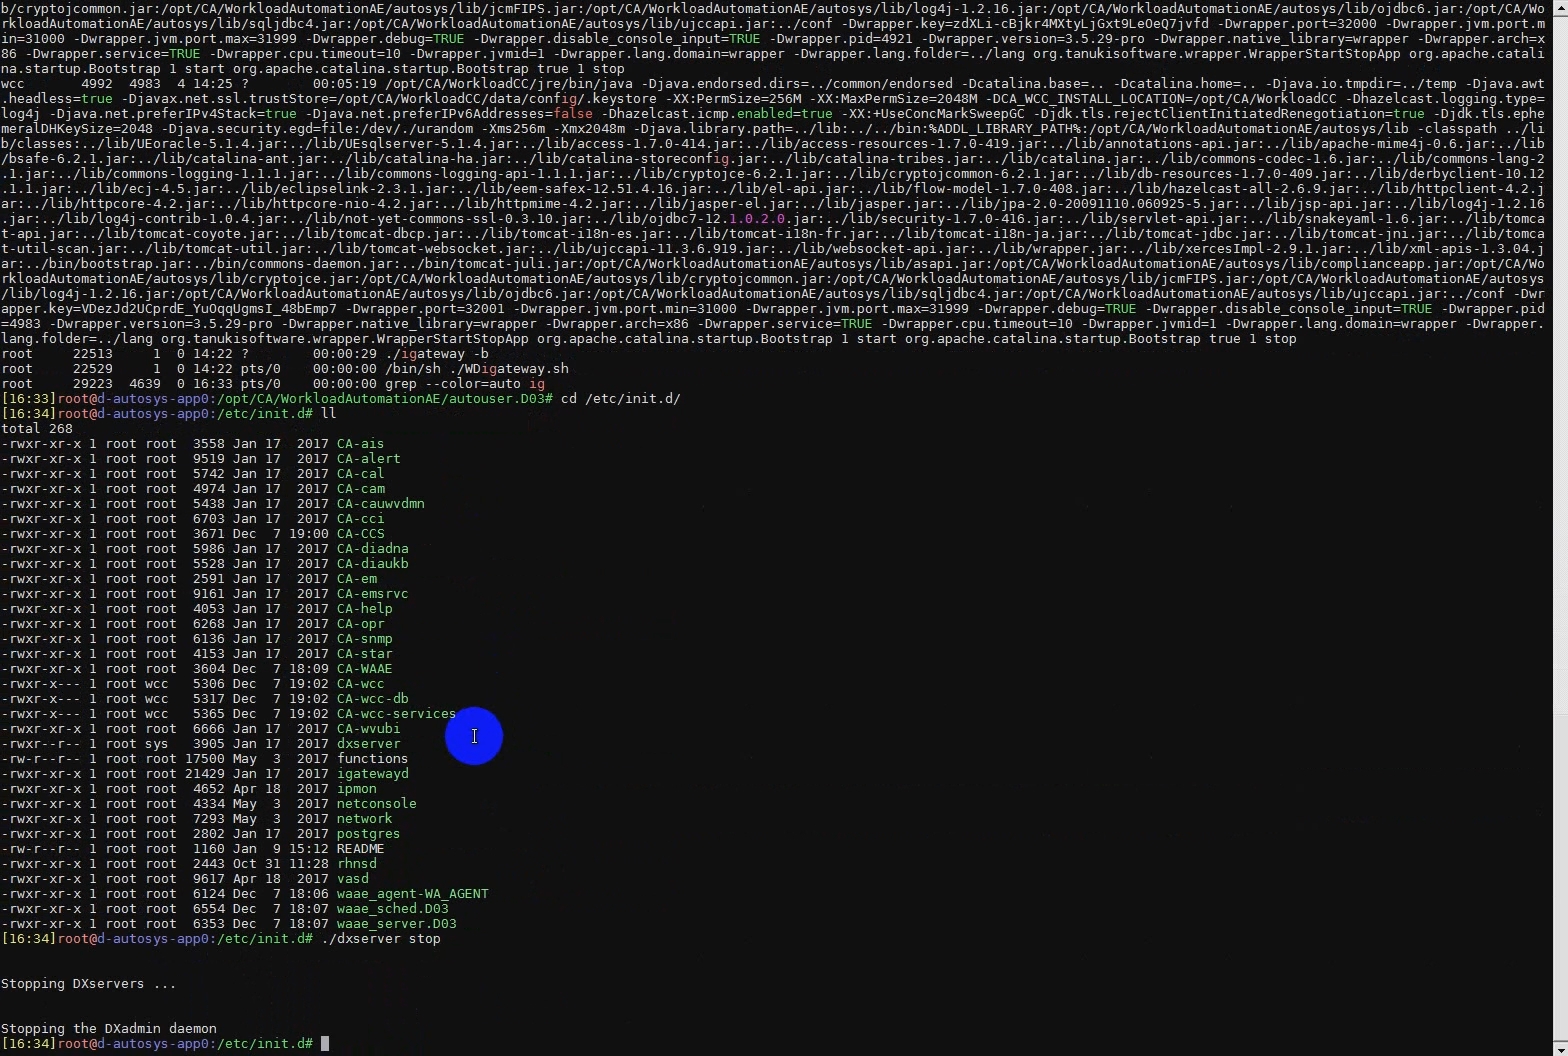 b/cryptojcommon.jar:/opt/CA/WorkloadAutomationAE/autosys/lib/jcmFIPS.jar:/opt/CA/WorkloadAutomationAE/autosys/lib/log4j-1.2.16.jar:/opt/CA/WorkloadAutomationAE/autosys/lib/ojdbc6.jar:/opt/CA/Wo
rkloadAutomationAE/autosys/lib/sqljdbc4.jar:/opt/CA/WorkloadAutomationAE/autosys/lib/ujccapi.jar:../conf -Dwrapper.key=zdXLi-cBjkr4MXtyLjGxt9LeOeQ7jvfd -Dwrapper.port=32000 -Dwrapper.jvm.port.m
in=31000 -Dwrapper.jvm.port.max=31999 -Dwrapper.debug=TRUE -Dwrapper.disable_console_input=TRUE -Dwrapper.pid=4921 -Dwrapper.version=3.5.29-pro -Dwrapper.native_library=wrapper -Dwrapper.arch=x
86 -Dwrapper.service=TRUE -Dwrapper.cpu.timeout=10 -Dwrapper.jvmid=1 -Dwrapper.lang.domain=wrapper -Dwrapper.lang.folder=../lang org.tanukisoftware.wrapper.WrapperStartStopApp org.apache.catali
na.startup.Bootstrap 1 start org.apache.catalina.startup.Bootstrap true 1 stop
wcc      4992  4983  4 14:25 ?        00:05:19 /opt/CA/WorkloadCC/jre/bin/java -Djava.endorsed.dirs=../common/endorsed -Dcatalina.base=.. -Dcatalina.home=.. -Djava.io.tmpdir=../temp -Djava.awt
.headless=true -Djavax.net.ssl.trustStore=/opt/CA/WorkloadCC/data/config/.keystore -XX:PermSize=256M -XX:MaxPermSize=2048M -DCA_WCC_INSTALL_LOCATION=/opt/CA/WorkloadCC -Dhazelcast.logging.type=
log4j -Djava.net.preferIPv4Stack=true -Djava.net.preferIPv6Addresses=false -Dhazelcast.icmp.enabled=true -XX:+UseConcMarkSweepGC -Djdk.tls.rejectClientInitiatedRenegotiation=true -Djdk.tls.ephe
meralDHKeySize=2048 -Djava.security.egd=file:/dev/./urandom -Xms256m -Xmx2048m -Djava.library.path=../lib:../../bin:%ADDL_LIBRARY_PATH%:/opt/CA/WorkloadAutomationAE/autosys/lib -classpath ../li
b/classes:../lib/UEoracle-5.1.4.jar:../lib/UEsqlserver-5.1.4.jar:../lib/access-1.7.0-414.jar:../lib/access-resources-1.7.0-419.jar:../lib/annotations-api.jar:../lib/apache-mime4j-0.6.jar:../lib
/bsafe-6.2.1.jar:../lib/catalina-ant.jar:../lib/catalina-ha.jar:../lib/catalina-storeconfig.jar:../lib/catalina-tribes.jar:../lib/catalina.jar:../lib/commons-codec-1.6.jar:../lib/commons-lang-2
.1.jar:../lib/commons-logging-1.1.1.jar:../lib/commons-logging-api-1.1.1.jar:../lib/cryptojce-6.2.1.jar:../lib/cryptojcommon-6.2.1.jar:../lib/db-resources-1.7.0-409.jar:../lib/derbyclient-10.12
.1.1.jar:../lib/ecj-4.5.jar:../lib/eclipselink-2.3.1.jar:../lib/eem-safex-12.51.4.16.jar:../lib/el-api.jar:../lib/flow-model-1.7.0-408.jar:../lib/hazelcast-all-2.6.9.jar:../lib/httpclient-4.2.j
ar:../lib/httpcore-4.2.jar:../lib/httpcore-nio-4.2.jar:../lib/httpmime-4.2.jar:../lib/jasper-el.jar:../lib/jasper.jar:../lib/jpa-2.0-20091110.060925-5.jar:../lib/jsp-api.jar:../lib/log4j-1.2.16
.jar:../lib/log4j-contrib-1.0.4.jar:../lib/not-yet-commons-ssl-0.3.10.jar:../lib/ojdbc7-12.1.0.2.0.jar:../lib/security-1.7.0-416.jar:../lib/servlet-api.jar:../lib/snakeyaml-1.6.jar:../lib/tomca
t-api.jar:../lib/tomcat-coyote.jar:../lib/tomcat-dbcp.jar:../lib/tomcat-i18n-es.jar:../lib/tomcat-i18n-fr.jar:../lib/tomcat-i18n-ja.jar:../lib/tomcat-jdbc.jar:../lib/tomcat-jni.jar:../lib/tomca
t-util-scan.jar:../lib/tomcat-util.jar:../lib/tomcat-websocket.jar:../lib/ujccapi-11.3.6.919.jar:../lib/websocket-api.jar:../lib/wrapper.jar:../lib/xercesImpl-2.9.1.jar:../lib/xml-apis-1.3.04.j
ar:../bin/bootstrap.jar:../bin/commons-daemon.jar:../bin/tomcat-juli.jar:/opt/CA/WorkloadAutomationAE/autosys/lib/asapi.jar:/opt/CA/WorkloadAutomationAE/autosys/lib/complianceapp.jar:/opt/CA/Wo
rkloadAutomationAE/autosys/lib/cryptojce.jar:/opt/CA/WorkloadAutomationAE/autosys/lib/cryptojcommon.jar:/opt/CA/WorkloadAutomationAE/autosys/lib/jcmFIPS.jar:/opt/CA/WorkloadAutomationAE/autosys
/lib/log4j-1.2.16.jar:/opt/CA/WorkloadAutomationAE/autosys/lib/ojdbc6.jar:/opt/CA/WorkloadAutomationAE/autosys/lib/sqljdbc4.jar:/opt/CA/WorkloadAutomationAE/autosys/lib/ujccapi.jar:../conf -Dwr
apper.key=VDezJd2UCprdE_YuOqqUgmsI_48bEmp7 -Dwrapper.port=32001 -Dwrapper.jvm.port.min=31000 -Dwrapper.jvm.port.max=31999 -Dwrapper.debug=TRUE -Dwrapper.disable_console_input=TRUE -Dwrapper.pid
=4983 -Dwrapper.version=3.5.29-pro -Dwrapper.native_library=wrapper -Dwrapper.arch=x86 -Dwrapper.service=TRUE -Dwrapper.cpu.timeout=10 -Dwrapper.jvmid=1 -Dwrapper.lang.domain=wrapper -Dwrapper.
lang.folder=../lang org.tanukisoftware.wrapper.WrapperStartStopApp org.apache.catalina.startup.Bootstrap 1 start org.apache.catalina.startup.Bootstrap true 1 stop
root     22513     1  0 14:22 ?        00:00:29 ./igateway -b
root     22529     1  0 14:22 pts/0    00:00:00 /bin/sh ./WDigateway.sh
root     29223  4639  0 16:33 pts/0    00:00:00 grep --color=auto ig
[16:33]root@d-autosys-app0:/opt/CA/WorkloadAutomationAE/autouser.D03# cd /etc/init.d/
[16:34]root@d-autosys-app0:/etc/init.d# ll
total 268
-rwxr-xr-x 1 root root  3558 Jan 17  2017 CA-ais
-rwxr-xr-x 1 root root  9519 Jan 17  2017 CA-alert
-rwxr-xr-x 1 root root  5742 Jan 17  2017 CA-cal
-rwxr-xr-x 1 root root  4974 Jan 17  2017 CA-cam
-rwxr-xr-x 1 root root  5438 Jan 17  2017 CA-cauwvdmn
-rwxr-xr-x 1 root root  6703 Jan 17  2017 CA-cci
-rwxr-xr-x 1 root root  3671 Dec  7 19:00 CA-CCS
-rwxr-xr-x 1 root root  5986 Jan 17  2017 CA-diadna
-rwxr-xr-x 1 root root  5528 Jan 17  2017 CA-diaukb
-rwxr-xr-x 1 root root  2591 Jan 17  2017 CA-em
-rwxr-xr-x 1 root root  9161 Jan 17  2017 CA-emsrvc
-rwxr-xr-x 1 root root  4053 Jan 17  2017 CA-help
-rwxr-xr-x 1 root root  6268 Jan 17  2017 CA-opr
-rwxr-xr-x 1 root root  6136 Jan 17  2017 CA-snmp
-rwxr-xr-x 1 root root  4153 Jan 17  2017 CA-star
-rwxr-xr-x 1 root root  3604 Dec  7 18:09 CA-WAAE
-rwxr-x--- 1 root wcc   5306 Dec  7 19:02 CA-wcc
-rwxr-x--- 1 root wcc   5317 Dec  7 19:02 CA-wcc-db
-rwxr-x--- 1 root wcc   5365 Dec  7 19:02 CA-wcc-services
-rwxr-xr-x 1 root root  6666 Jan 17  2017 CA-wvubi
-rwxr--r-- 1 root sys   3905 Jan 17  2017 dxserver
-rw-r--r-- 1 root root 17500 May  3  2017 functions
-rwxr-xr-x 1 root root 21429 Jan 17  2017 igatewayd
-rwxr-xr-x 1 root root  4652 Apr 18  2017 ipmon
-rwxr-xr-x 1 root root  4334 May  3  2017 netconsole
-rwxr-xr-x 1 root root  7293 May  3  2017 network
-rwxr-xr-x 1 root root  2802 Jan 17  2017 postgres
-rw-r--r-- 1 root root  1160 Jan  9 15:12 README
-rwxr-xr-x 1 root root  2443 Oct 31 11:28 rhnsd
-rwxr-xr-x 1 root root  9617 Apr 18  2017 vasd
-rwxr-xr-x 1 root root  6124 Dec  7 18:06 waae_agent-WA_AGENT
-rwxr-xr-x 1 root root  6554 Dec  7 18:07 waae_sched.D03
-rwxr-xr-x 1 root root  6353 Dec  7 18:07 waae_server.D03
[16:34]root@d-autosys-app0:/etc/init.d# ./dxserver stop
Stopping DXservers ...
Stopping the DXadmin daemon
[16:34]root@d-autosys-app0:/etc/init.d#